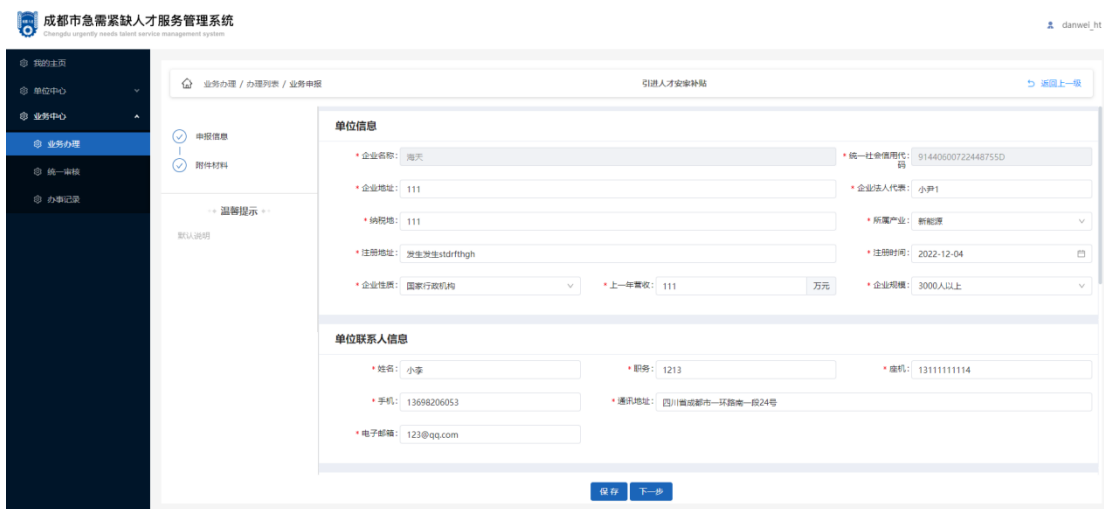 成都市急需紧缺人才服务管理系统
Chengdu urgently needs talent service management system
danwei_ht
我的主页
单位中心
业务中心
业务办理
统一审核
办事记录
业务办理 / 办理列表 / 业务申报
引进人才安家补贴
返回上一级
申报信息
附件材料
温馨提示
默认说明
单位信息
* 企业名称: 海天
* 统一社会信用代码: 91440600722448755D
* 企业地址: 111
* 企业法人代表: 小尹1
* 纳税地: 111
* 所属产业: 新能源
* 注册地址: 发生发生stdrfthgh
* 注册时间: 2022-12-04
* 企业性质: 国家行政机构
* 上一年营收: 111 万元
* 企业规模: 3000人以上
单位联系人信息
* 姓名: 小李
* 职务: 1213
* 座机: 13111111114
* 手机: 13698206053
* 通讯地址: 四川省成都市一环路南一段24号
* 电子邮箱: 123@qq.com
保存 下一步